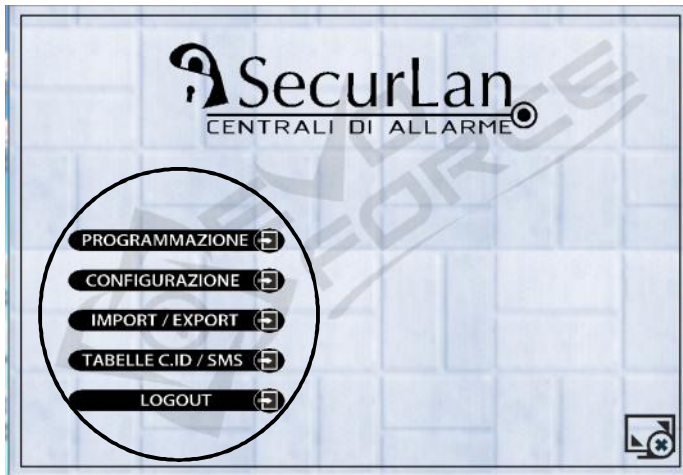 SecurLan
CENTRALI DI ALLARME
PROGRAMMAZIONE
CONFIGURAZIONE
IMPORT / EXPORT
TABELLE C.ID / SMS
LOGOUT